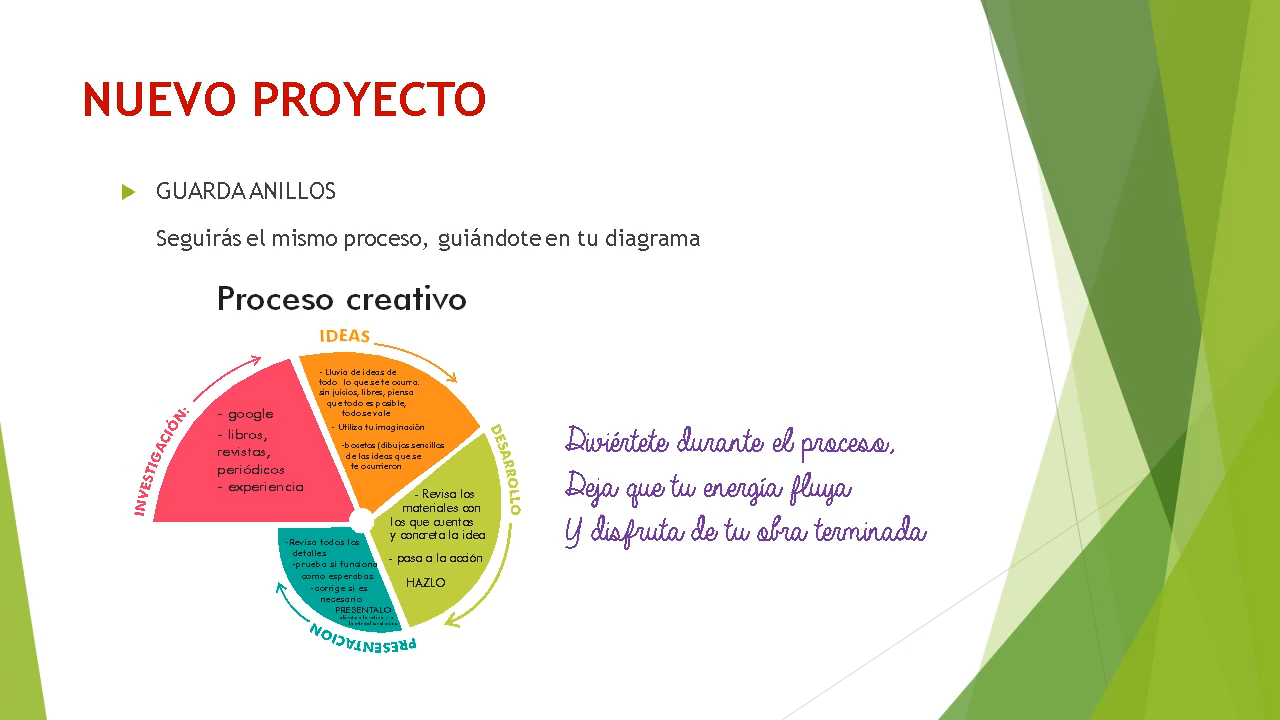 NUEVO PROYECTO
GUARDA ANILLOS
Seguirás el mismo proceso, guiándote en tu diagrama
Proceso creativo
IDEAS
- Lluvia de ideas de
todo lo que se te ocurra.
sin juicios, libres, piensa
que todo es posible,
todo se vale
- Utiliza tu imaginación
-bocetos (dibujos sencillos
de las ideas que se
te ocurrieron
INVESTIGACIÓN:
- google
- libros,
revistas,
periódicos
- experiencia
DESARROLLO
- Revisa los
materiales con
los que cuentas
y concreta la idea
- pasa a la acción
HAZLO
-Revisa todos los
detalles
-prueba si funciona
como esperabas
-corrige si es
necesario
PRESENTALO
PRESENTACION
Diviértete durante el proceso,
Deja que tu energía fluya
Y disfruta de tu obra terminada